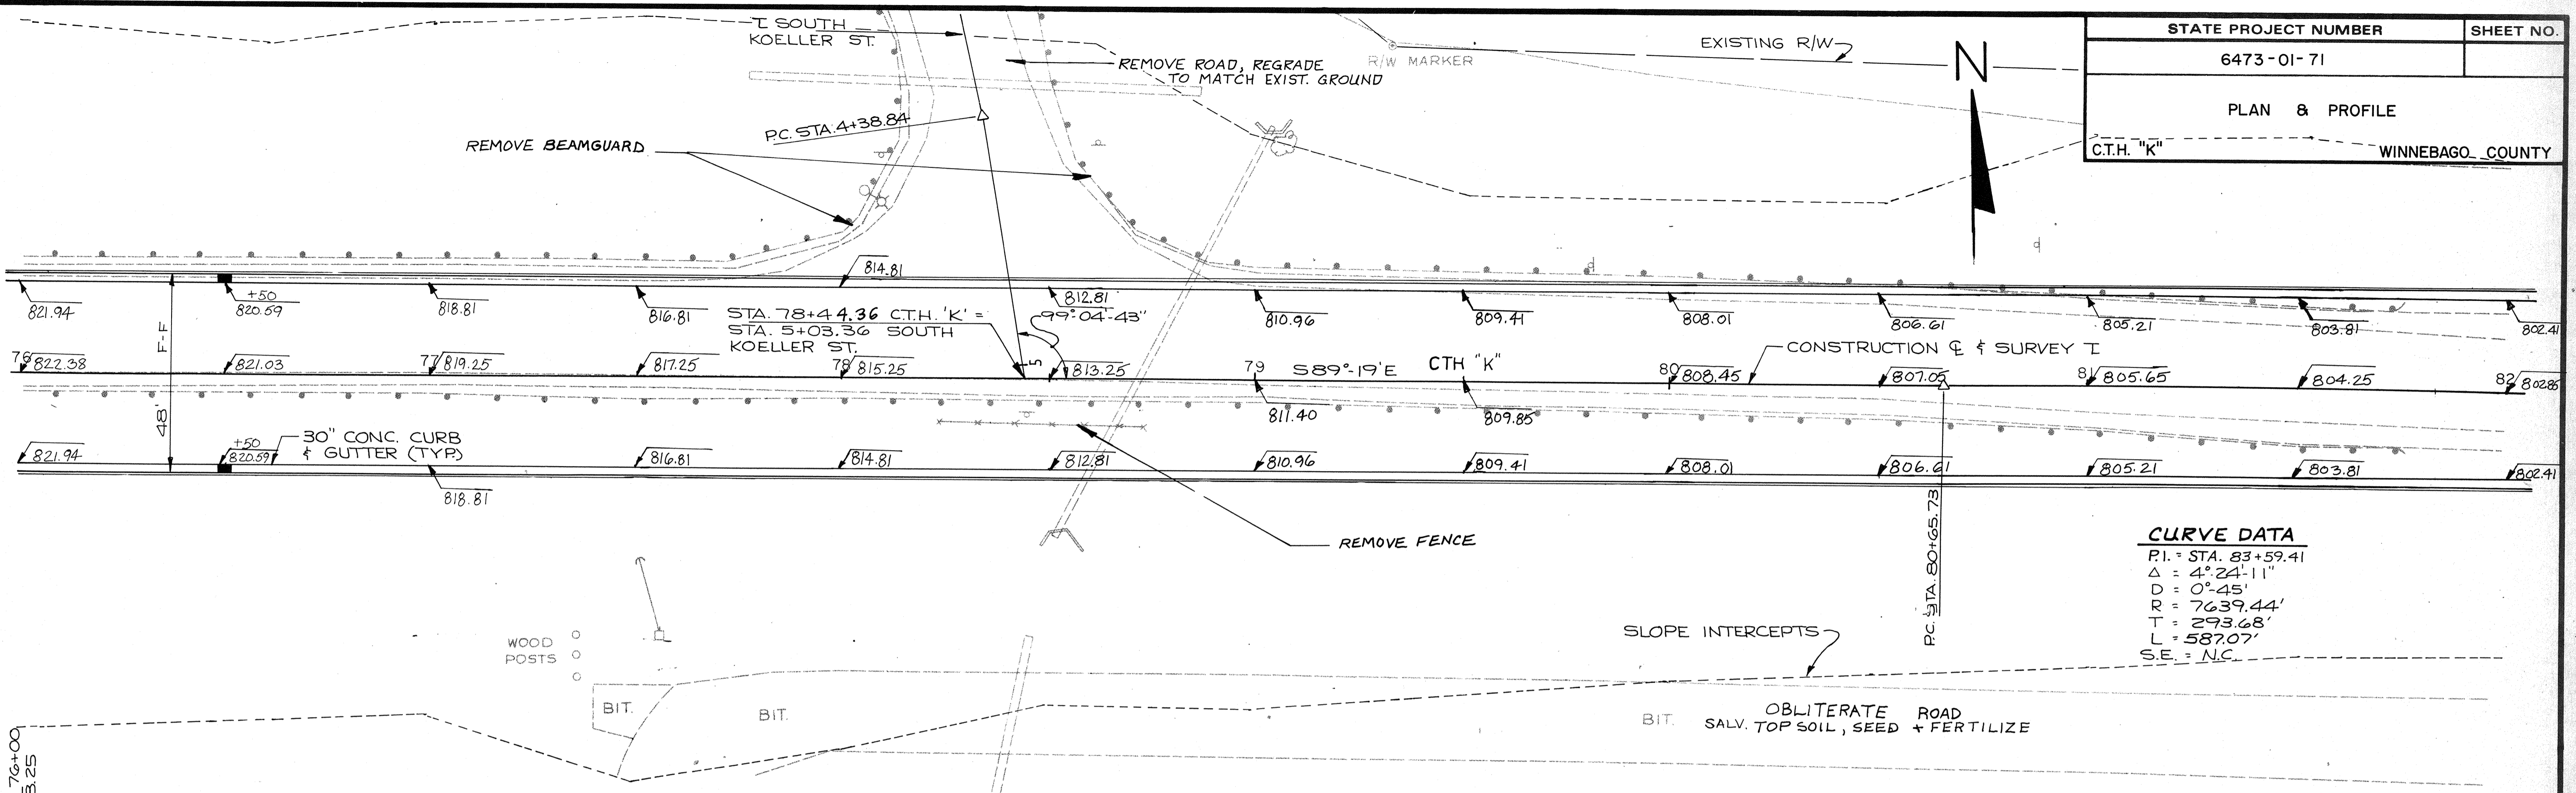 STATE PROJECT NUMBER
SHEET NO.
6473-01-71
PLAN & PROFILE
C.T.H. "K"
WINNEBAGO COUNTY
SOUTH
KOELLER ST.
REMOVE ROAD, REGRADE
TO MATCH EXIST. GROUND
R/W MARKER
EXISTING R/W
N
P.C. STA. 4+38.84
REMOVE BEAMGUARD
821.94
+50
820.59
818.81
816.81
814.81
812.81
810.96
809.41
808.01
806.61
805.21
803.81
802.41
F-F
48'
STA. 78+44.36 C.T.H. 'K' =
STA. 5+03.36 SOUTH
KOELLER ST.
99°-04'-43"
5
76
822.38
821.03
77
819.25
817.25
78
815.25
813.25
79
811.40
S89°-19'E
CTH "K"
809.85
80
808.45
CONSTRUCTION ℄ & SURVEY
807.05
81
805.65
804.25
82
802.85
821.94
+50
820.59
30" CONC. CURB
& GUTTER (TYP.)
818.81
816.81
814.81
812.81
810.96
809.41
808.01
806.61
805.21
803.81
802.41
P.C. STA. 80+65.73
REMOVE FENCE
CURVE DATA
P.I. = STA. 83+59.41
Δ = 4°-24'-11"
D = 0°-45'
R = 7639.44'
T = 293.68'
L = 587.07'
S.E. = N.C.
WOOD
POSTS
SLOPE INTERCEPTS
BIT.
BIT.
BIT.
OBLITERATE ROAD
SALV. TOPSOIL, SEED + FERTILIZE
76+00